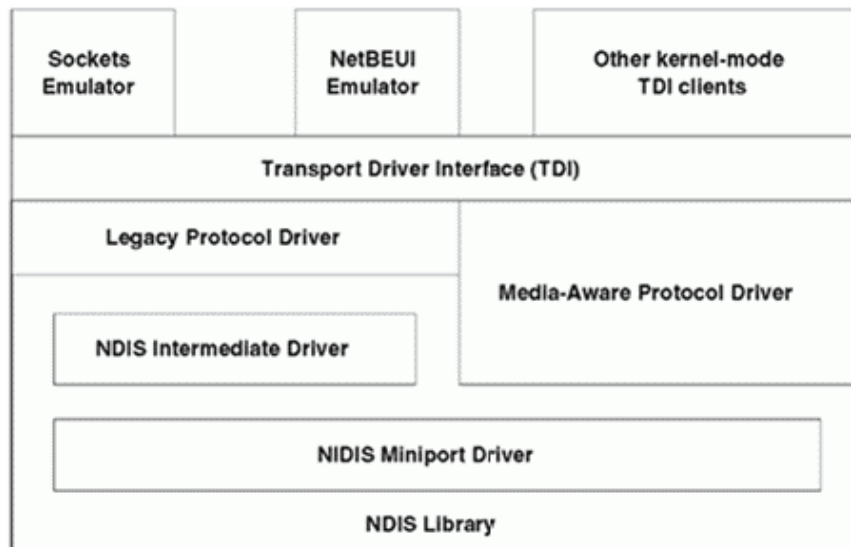 Sockets
Emulator
NetBEUI
Emulator
Other kernel-mode
TDI clients
Transport Driver Interface (TDI)
Legacy Protocol Driver
Media-Aware Protocol Driver
NDIS Intermediate Driver
NIDIS Miniport Driver
NDIS Library